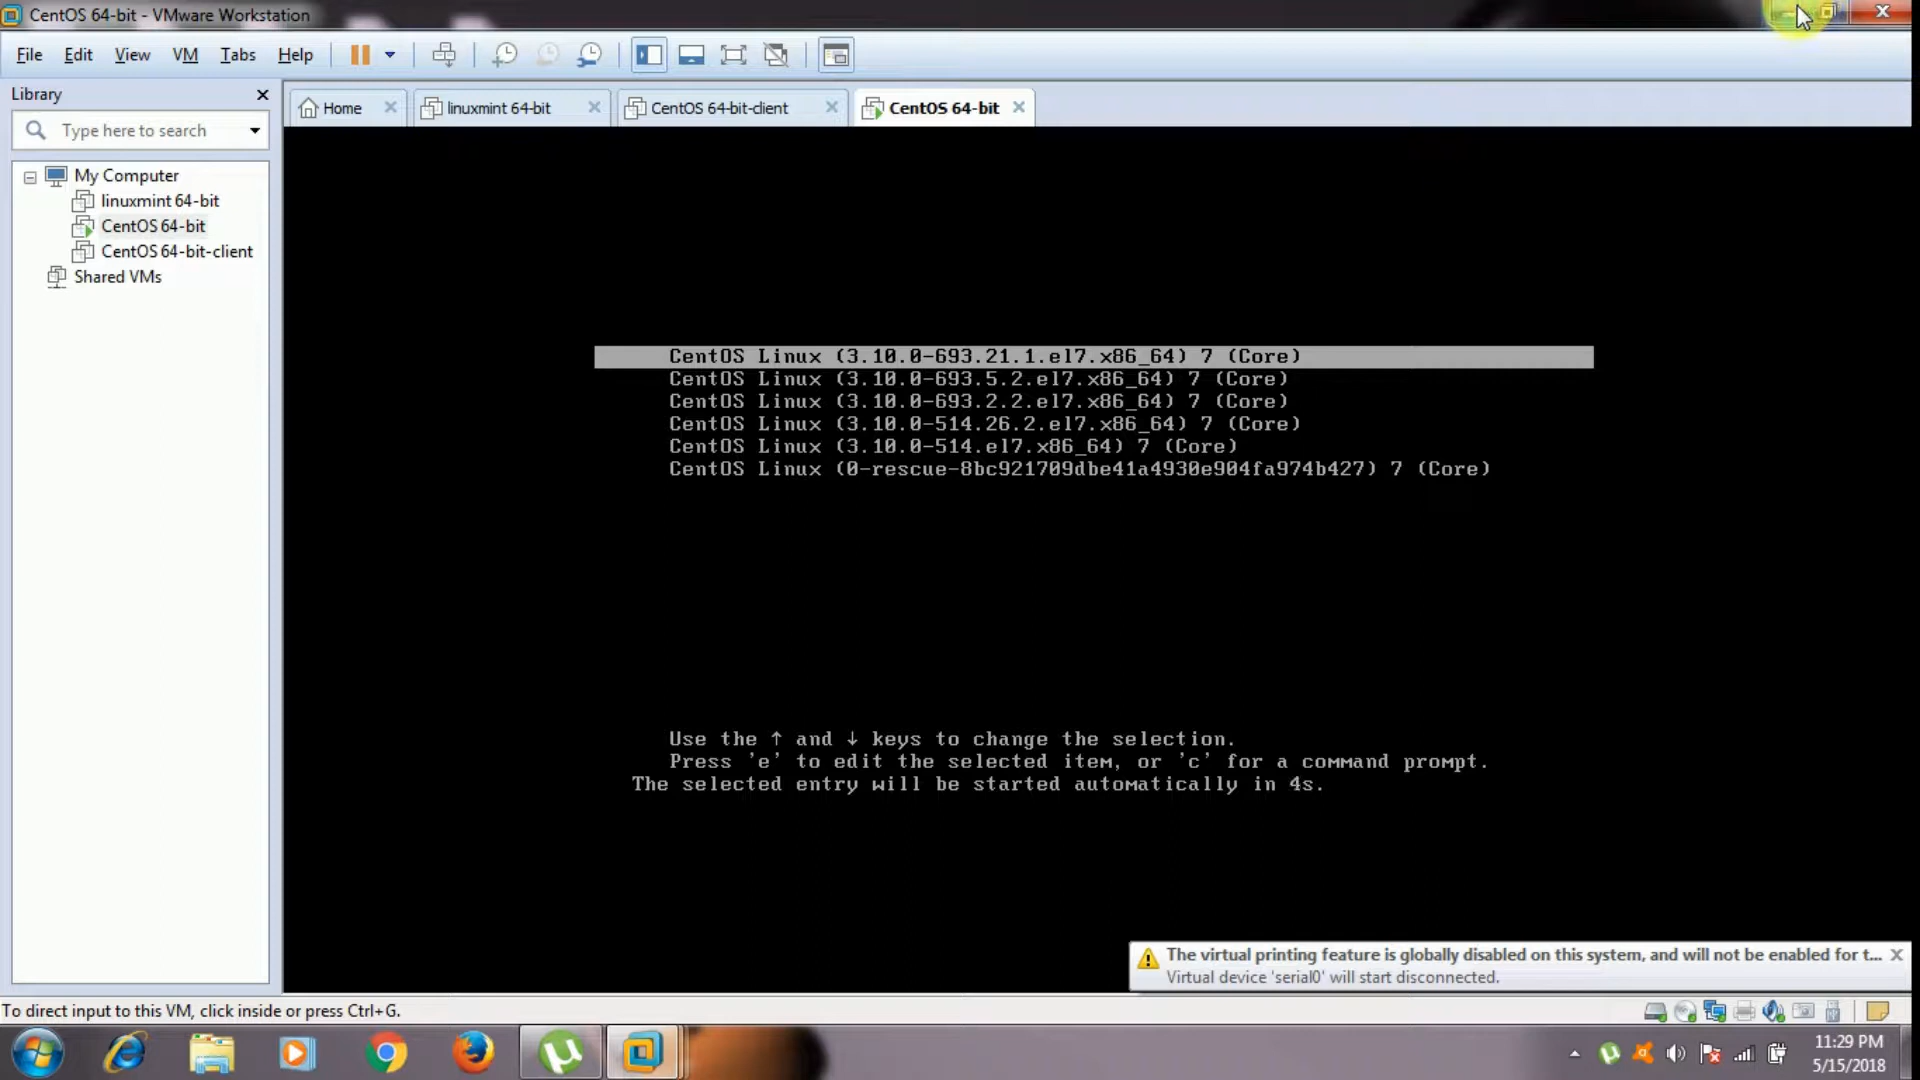 CentOS 64-bit - VMware Workstation
File Edit View VM Tabs Help
Library
Home
linuxmint 64-bit
CentOS 64-bit-client
CentOS 64-bit
Type here to search
My Computer
linuxmint 64-bit
CentOS 64-bit
CentOS 64-bit-client
Shared VMs
CentOS Linux (3.10.0-693.21.1.el7.x86_64) 7 (Core)
CentOS Linux (3.10.0-693.5.2.el7.x86_64) 7 (Core)
CentOS Linux (3.10.0-693.2.2.el7.x86_64) 7 (Core)
CentOS Linux (3.10.0-514.26.2.el7.x86_64) 7 (Core)
CentOS Linux (3.10.0-514.el7.x86_64) 7 (Core)
CentOS Linux (0-rescue-8bc921709dbe41a4930e904fa974b427) 7 (Core)
Use the ↑ and ↓ keys to change the selection.
Press 'e' to edit the selected item, or 'c' for a command prompt.
The selected entry will be started automatically in 4s.
The virtual printing feature is globally disabled on this system, and will not be enabled for t...
Virtual device 'serial0' will start disconnected.
To direct input to this VM, click inside or press Ctrl+G.
11:29 PM
5/15/2018